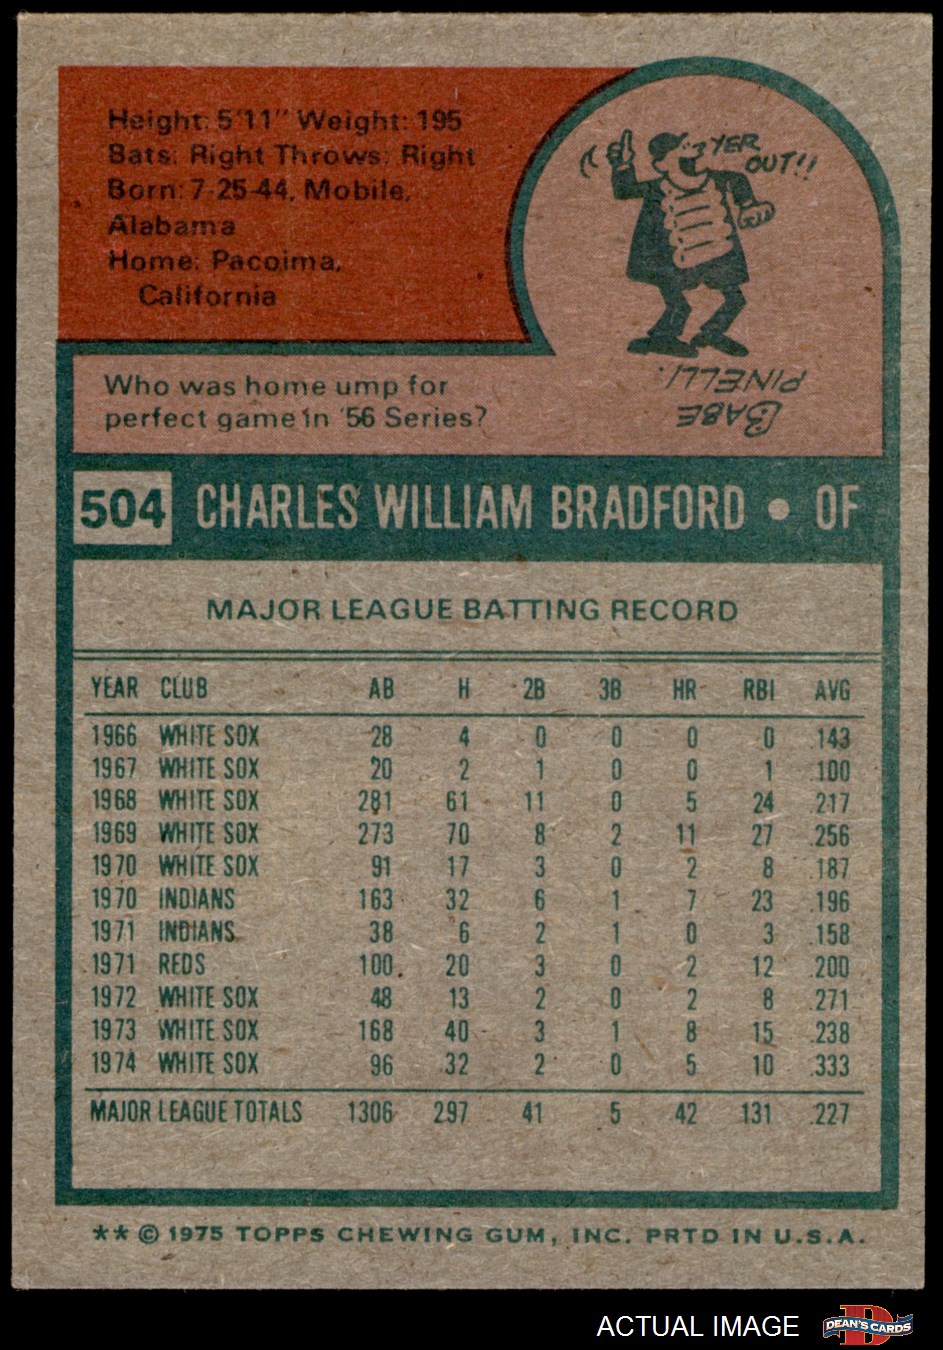 Height: 5'11" Weight: 195
Bats: Right Throws: Right
Born: 7-25-44, Mobile,
Alabama
Home: Pacoima,
California
YER
OUT!!
Who was home ump for
perfect game in '56 Series?
BABE
PINELLI.
504 CHARLES WILLIAM BRADFORD • OF
MAJOR LEAGUE BATTING RECORD
YEAR CLUB AB H 2B 3B HR RBI AVG
1966 WHITE SOX 28 4 0 0 0 0 .143
1967 WHITE SOX 20 2 1 0 0 1 .100
1968 WHITE SOX 281 61 11 0 5 24 .217
1969 WHITE SOX 273 70 8 2 11 27 .256
1970 WHITE SOX 91 17 3 0 2 8 .187
1970 INDIANS 163 32 6 1 7 23 .196
1971 INDIANS 38 6 2 1 0 3 .158
1971 REDS 100 20 3 0 2 12 .200
1972 WHITE SOX 48 13 2 0 2 8 .271
1973 WHITE SOX 168 40 3 1 8 15 .238
1974 WHITE SOX 96 32 2 0 5 10 .333
MAJOR LEAGUE TOTALS 1306 297 41 5 42 131 .227
** © 1975 TOPPS CHEWING GUM, INC. PRTD IN U.S.A.
ACTUAL IMAGE
DEAN'S CARDS